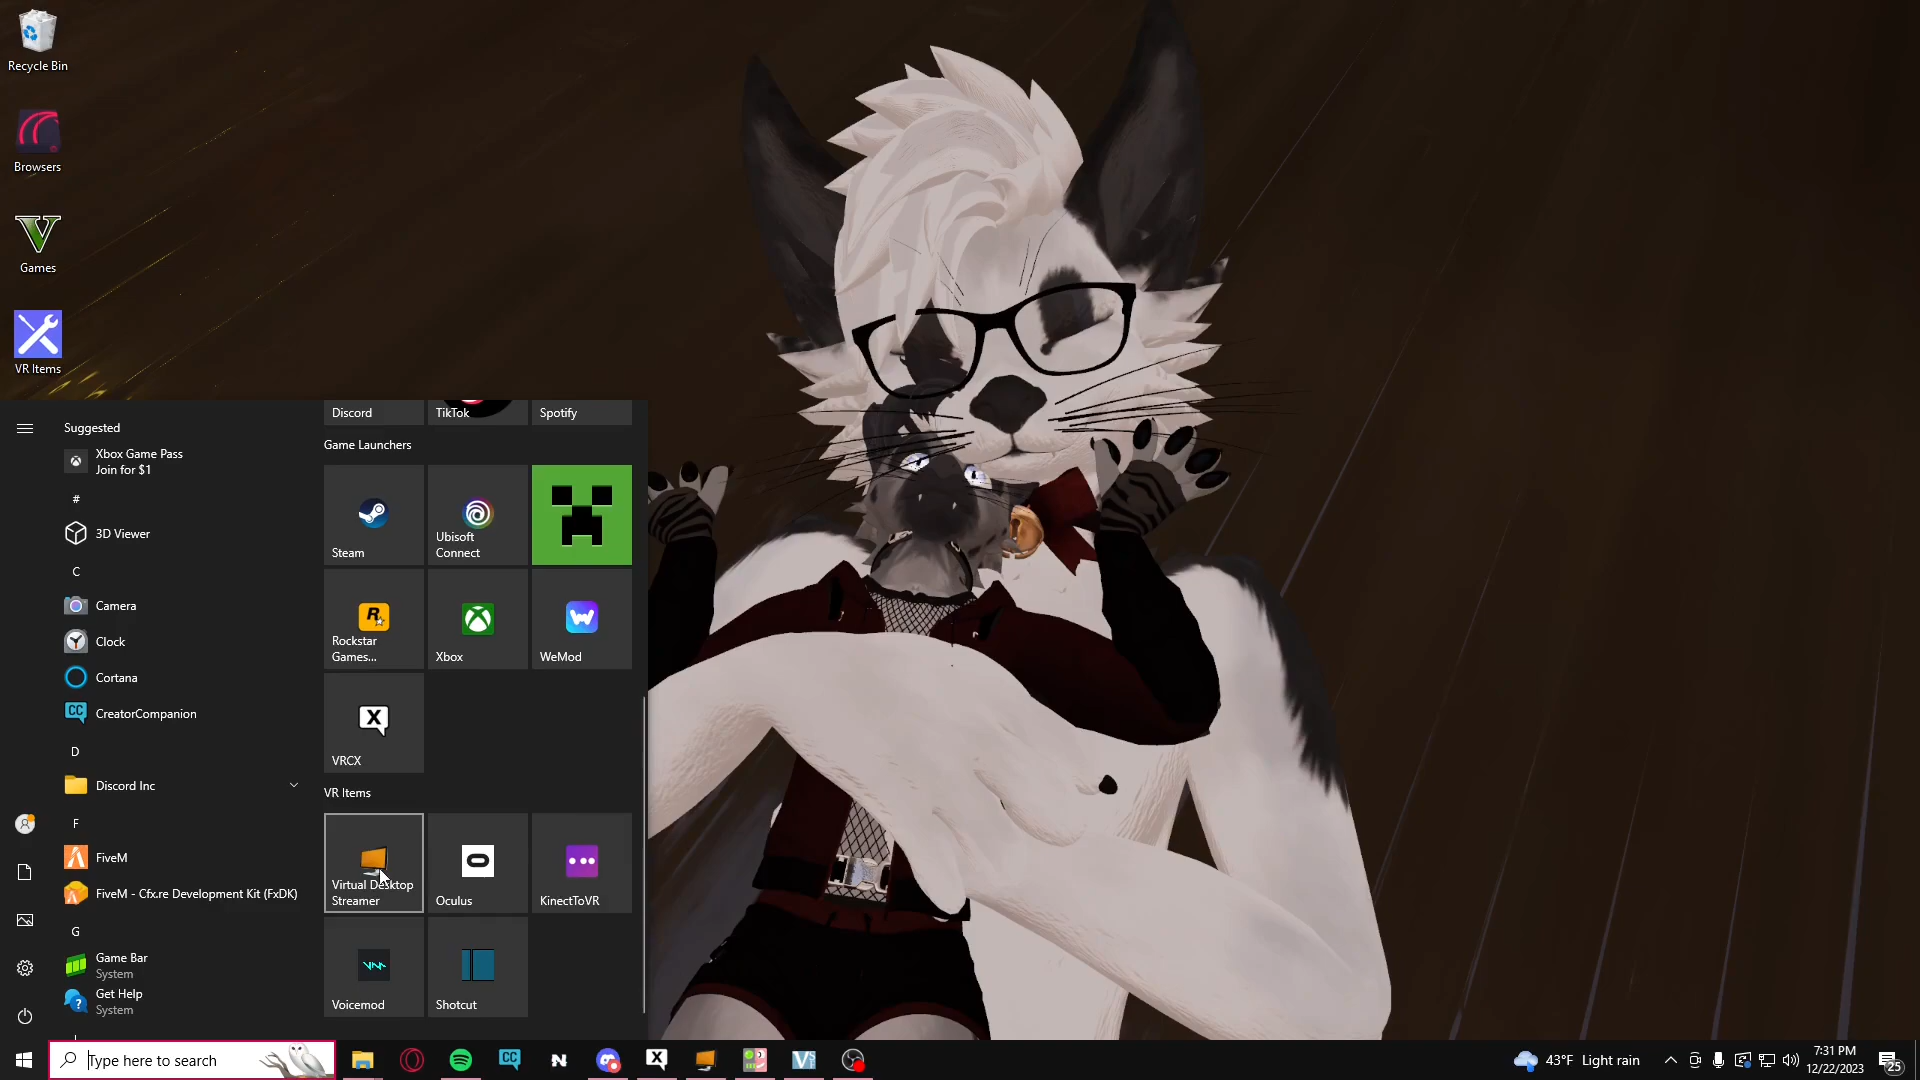 Recycle Bin
Browsers
Games
VR Items
Suggested
Xbox Game Pass
Join for $1
#
3D Viewer
C
Camera
Clock
Cortana
CC
CreatorCompanion
D
Discord Inc
F
FiveM
FiveM - Cfx.re Development Kit (FxDK)
G
Game Bar
System
Get Help
System
Discord
TikTok
Spotify
Game Launchers
Steam
Ubisoft
Connect
R
Rockstar
Games...
Xbox
W
WeMod
X
VRCX
VR Items
Virtual Desktop
Streamer
Oculus
KinectToVR
Voicemod
Shotcut
Type here to search
CC
N
X
43°F Light rain
7:31 PM
12/22/2023
25